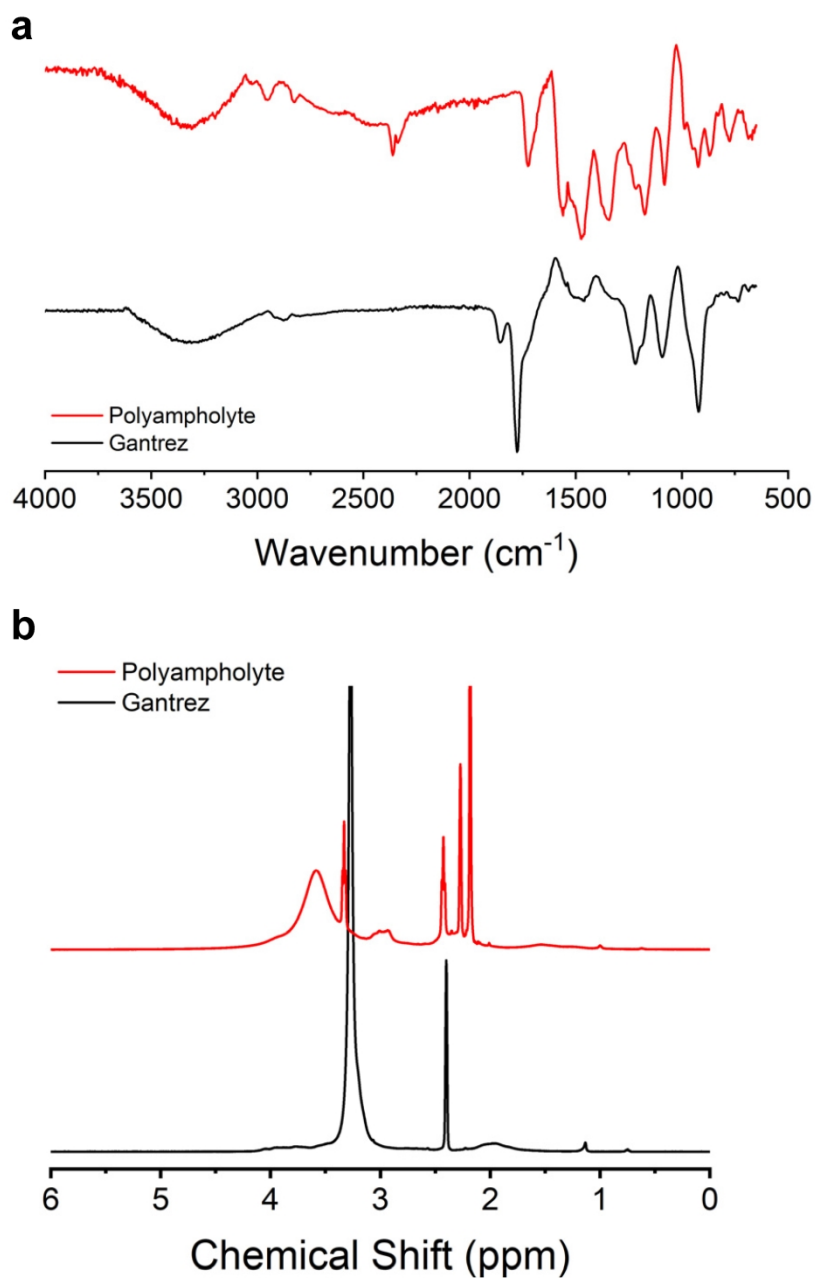 a
Polyampholyte
Gantrez
4000 3500 3000 2500 2000 1500 1000 500
Wavenumber (cm⁻¹)
b
Polyampholyte
Gantrez
6 5 4 3 2 1 0
Chemical Shift (ppm)